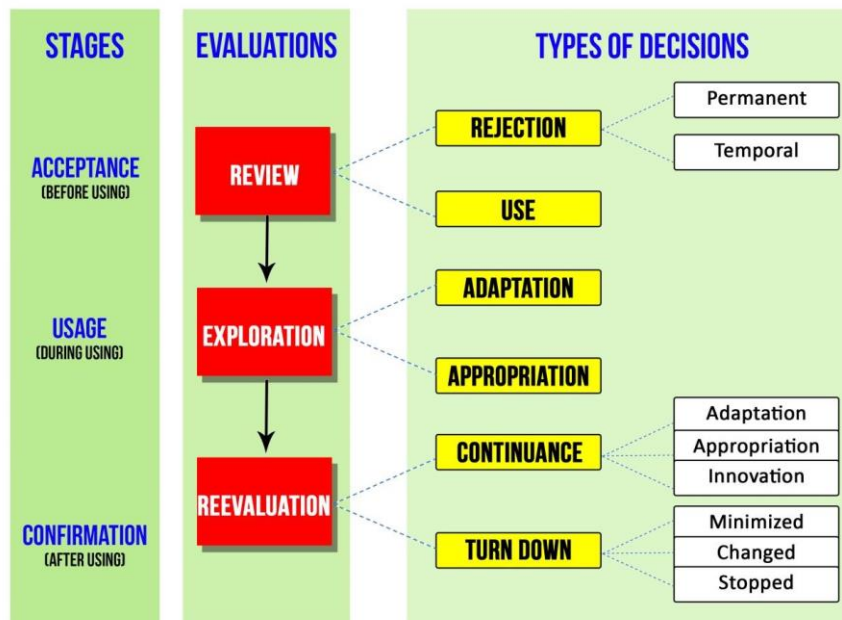 STAGES
EVALUATIONS
TYPES OF DECISIONS
ACCEPTANCE
(BEFORE USING)
REVIEW
REJECTION
Permanent
Temporal
USE
USAGE
(DURING USING)
EXPLORATION
ADAPTATION
APPROPRIATION
CONFIRMATION
(AFTER USING)
REEVALUATION
CONTINUANCE
Adaptation
Appropriation
Innovation
TURN DOWN
Minimized
Changed
Stopped